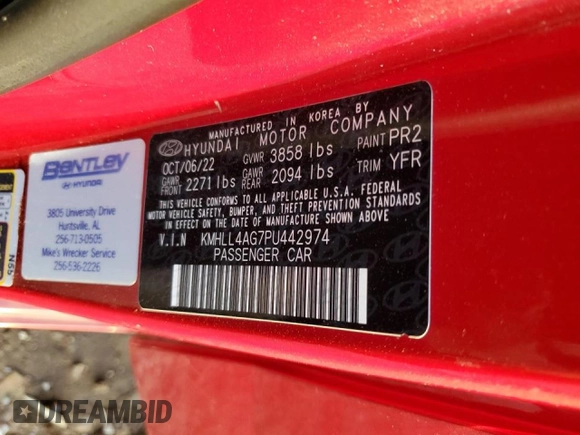 MANUFACTURED IN KOREA BY
HYUNDAI MOTOR COMPANY
OCT/06/22 GVWR 3858 lbs PAINT PR2
GAWR FRONT 2271 lbs GAWR REAR 2094 lbs TRIM YFR
THIS VEHICLE CONFORMS TO ALL APPLICABLE U.S.A. FEDERAL
MOTOR VEHICLE SAFETY, BUMPER, AND THEFT PREVENTION STANDARDS
IN EFFECT ON THE DATE OF MANUFACTURE SHOWN ABOVE.
V.I.N KMHLL4AG7PU442974
PASSENGER CAR
Bentley
HYUNDAI
3805 University Drive
Huntsville, AL
256-713-0505
Mike's Wrecker Service
256-536-2226
DREAMBID